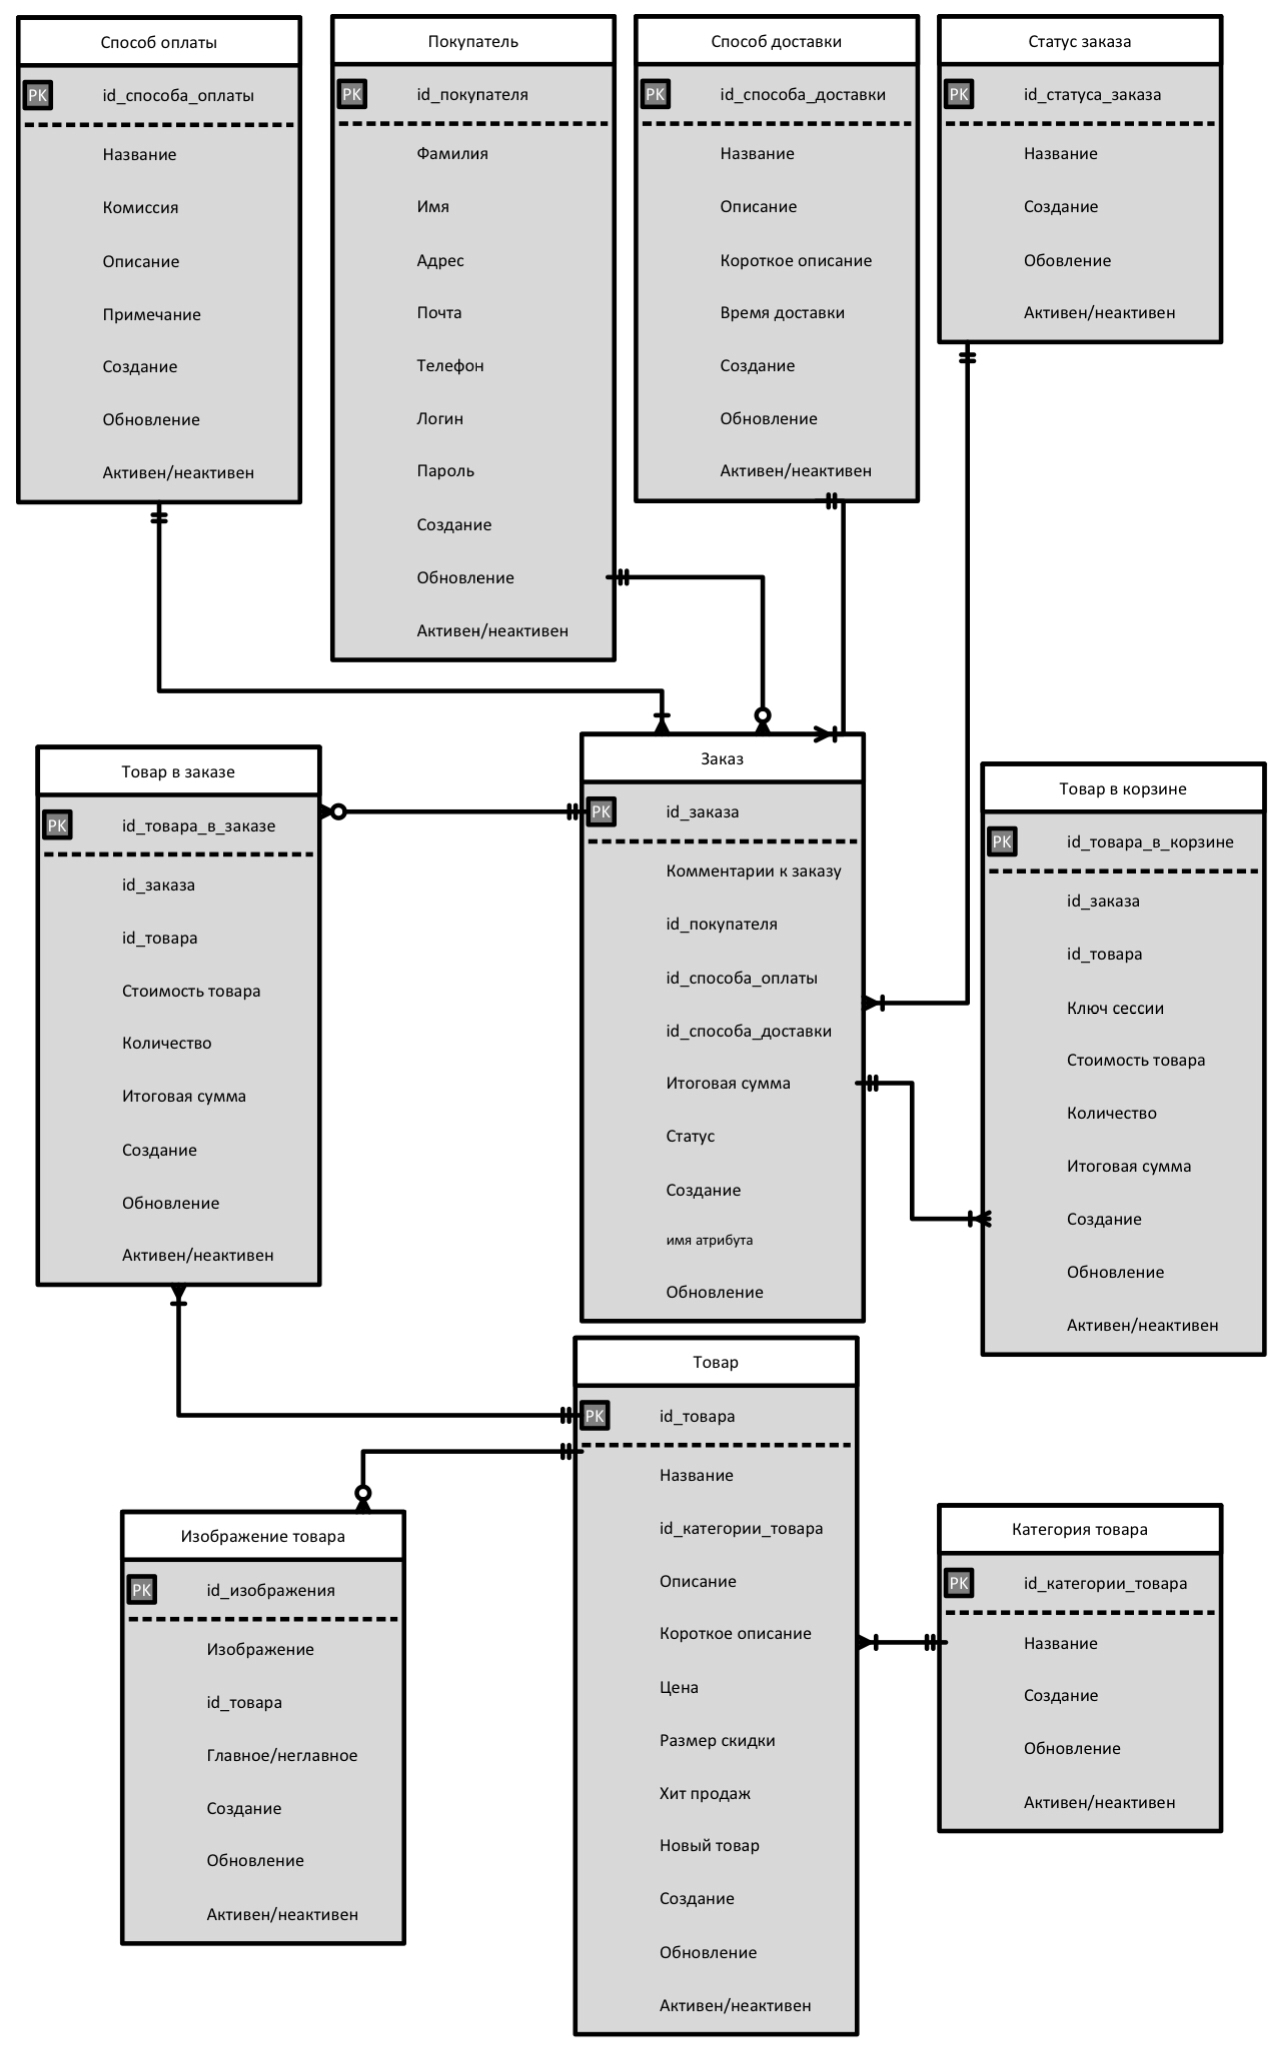 Способ оплаты
PK id_способа_оплаты
Название
Комиссия
Описание
Примечание
Создание
Обновление
Активен/неактивен
Покупатель
PK id_покупателя
Фамилия
Имя
Адрес
Почта
Телефон
Логин
Пароль
Создание
Обновление
Активен/неактивен
Способ доставки
PK id_способа_доставки
Название
Описание
Короткое описание
Время доставки
Создание
Обновление
Активен/неактивен
Статус заказа
PK id_статуса_заказа
Название
Создание
Обовление
Активен/неактивен
Товар в заказе
PK id_товара_в_заказе
id_заказа
id_товара
Стоимость товара
Количество
Итоговая сумма
Создание
Обновление
Активен/неактивен
Заказ
PK id_заказа
Комментарии к заказу
id_покупателя
id_способа_оплаты
id_способа_доставки
Итоговая сумма
Статус
Создание
имя атрибута
Обновление
Товар в корзине
PK id_товара_в_корзине
id_заказа
id_товара
Ключ сессии
Стоимость товара
Количество
Итоговая сумма
Создание
Обновление
Активен/неактивен
Товар
PK id_товара
Название
id_категории_товара
Описание
Короткое описание
Цена
Размер скидки
Хит продаж
Новый товар
Создание
Обновление
Активен/неактивен
Изображение товара
PK id_изображения
Изображение
id_товара
Главное/неглавное
Создание
Обновление
Активен/неактивен
Категория товара
PK id_категории_товара
Название
Создание
Обновление
Активен/неактивен